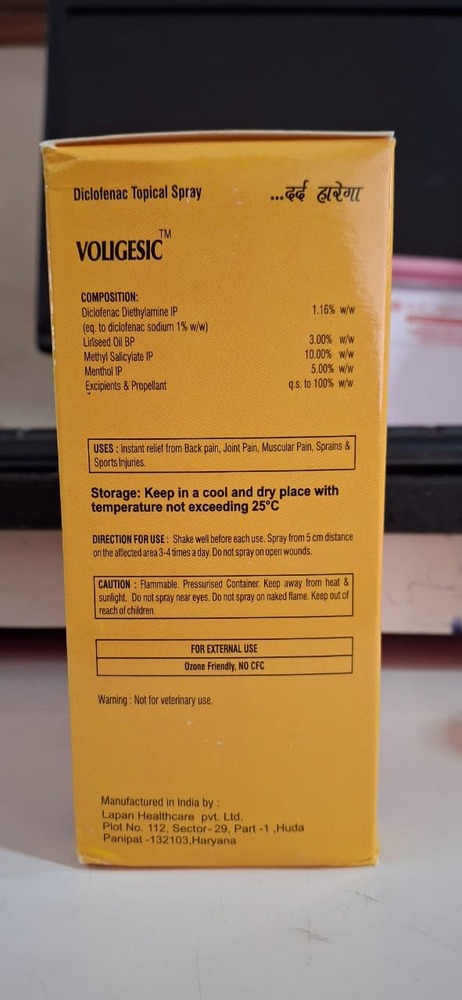 Diclofenac Topical Spray ...दर्द हारेगा
VOLIGESIC™
COMPOSITION:
Diclofenac Diethylamine IP 1.16% w/w
(eq. to diclofenac sodium 1% w/w)
Linseed Oil BP 3.00% w/w
Methyl Salicylate IP 10.00% w/w
Menthol IP 5.00% w/w
Excipients & Propellant q.s. to 100% w/w
USES : Instant relief from Back pain, Joint Pain, Muscular Pain, Sprains &
Sports Injuries.
Storage: Keep in a cool and dry place with
temperature not exceeding 25°C
DIRECTION FOR USE : Shake well before each use. Spray from 5 cm distance
on the affected area 3-4 times a day. Do not spray on open wounds.
CAUTION : Flammable. Pressurised Container. Keep away from heat &
sunlight. Do not spray near eyes. Do not spray on naked flame. Keep out of
reach of children.
FOR EXTERNAL USE
Ozone Friendly, NO CFC
Warning : Not for veterinary use.
Manufactured in India by :
Lapan Healthcare pvt. Ltd.
Plot No. 112, Sector- 29, Part -1 ,Huda
Panipat -132103,Haryana